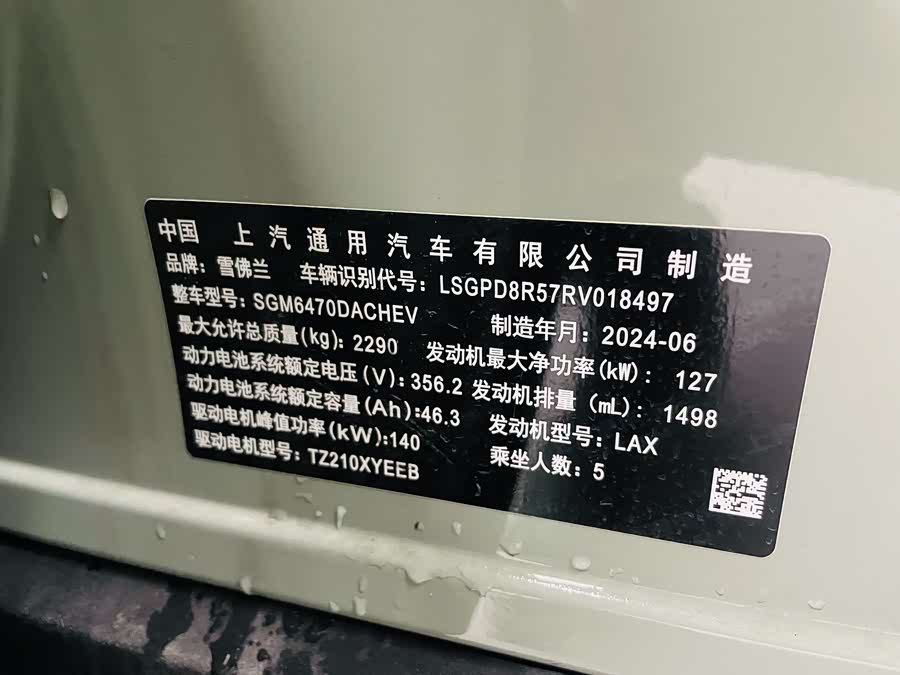 中国 上汽通用汽车有限公司制造
品牌：雪佛兰 车辆识别代号：LSGPD8R57RV018497
整车型号：SGM6470DACHEV 制造年月：2024-06
最大允许总质量(kg)：2290 发动机最大净功率(kW)：127
动力电池系统额定电压(V)：356.2 发动机排量(mL)：1498
动力电池系统额定容量(Ah)：46.3 发动机型号：LAX
驱动电机峰值功率(kW)：140 乘坐人数：5
驱动电机型号：TZ210XYEEB